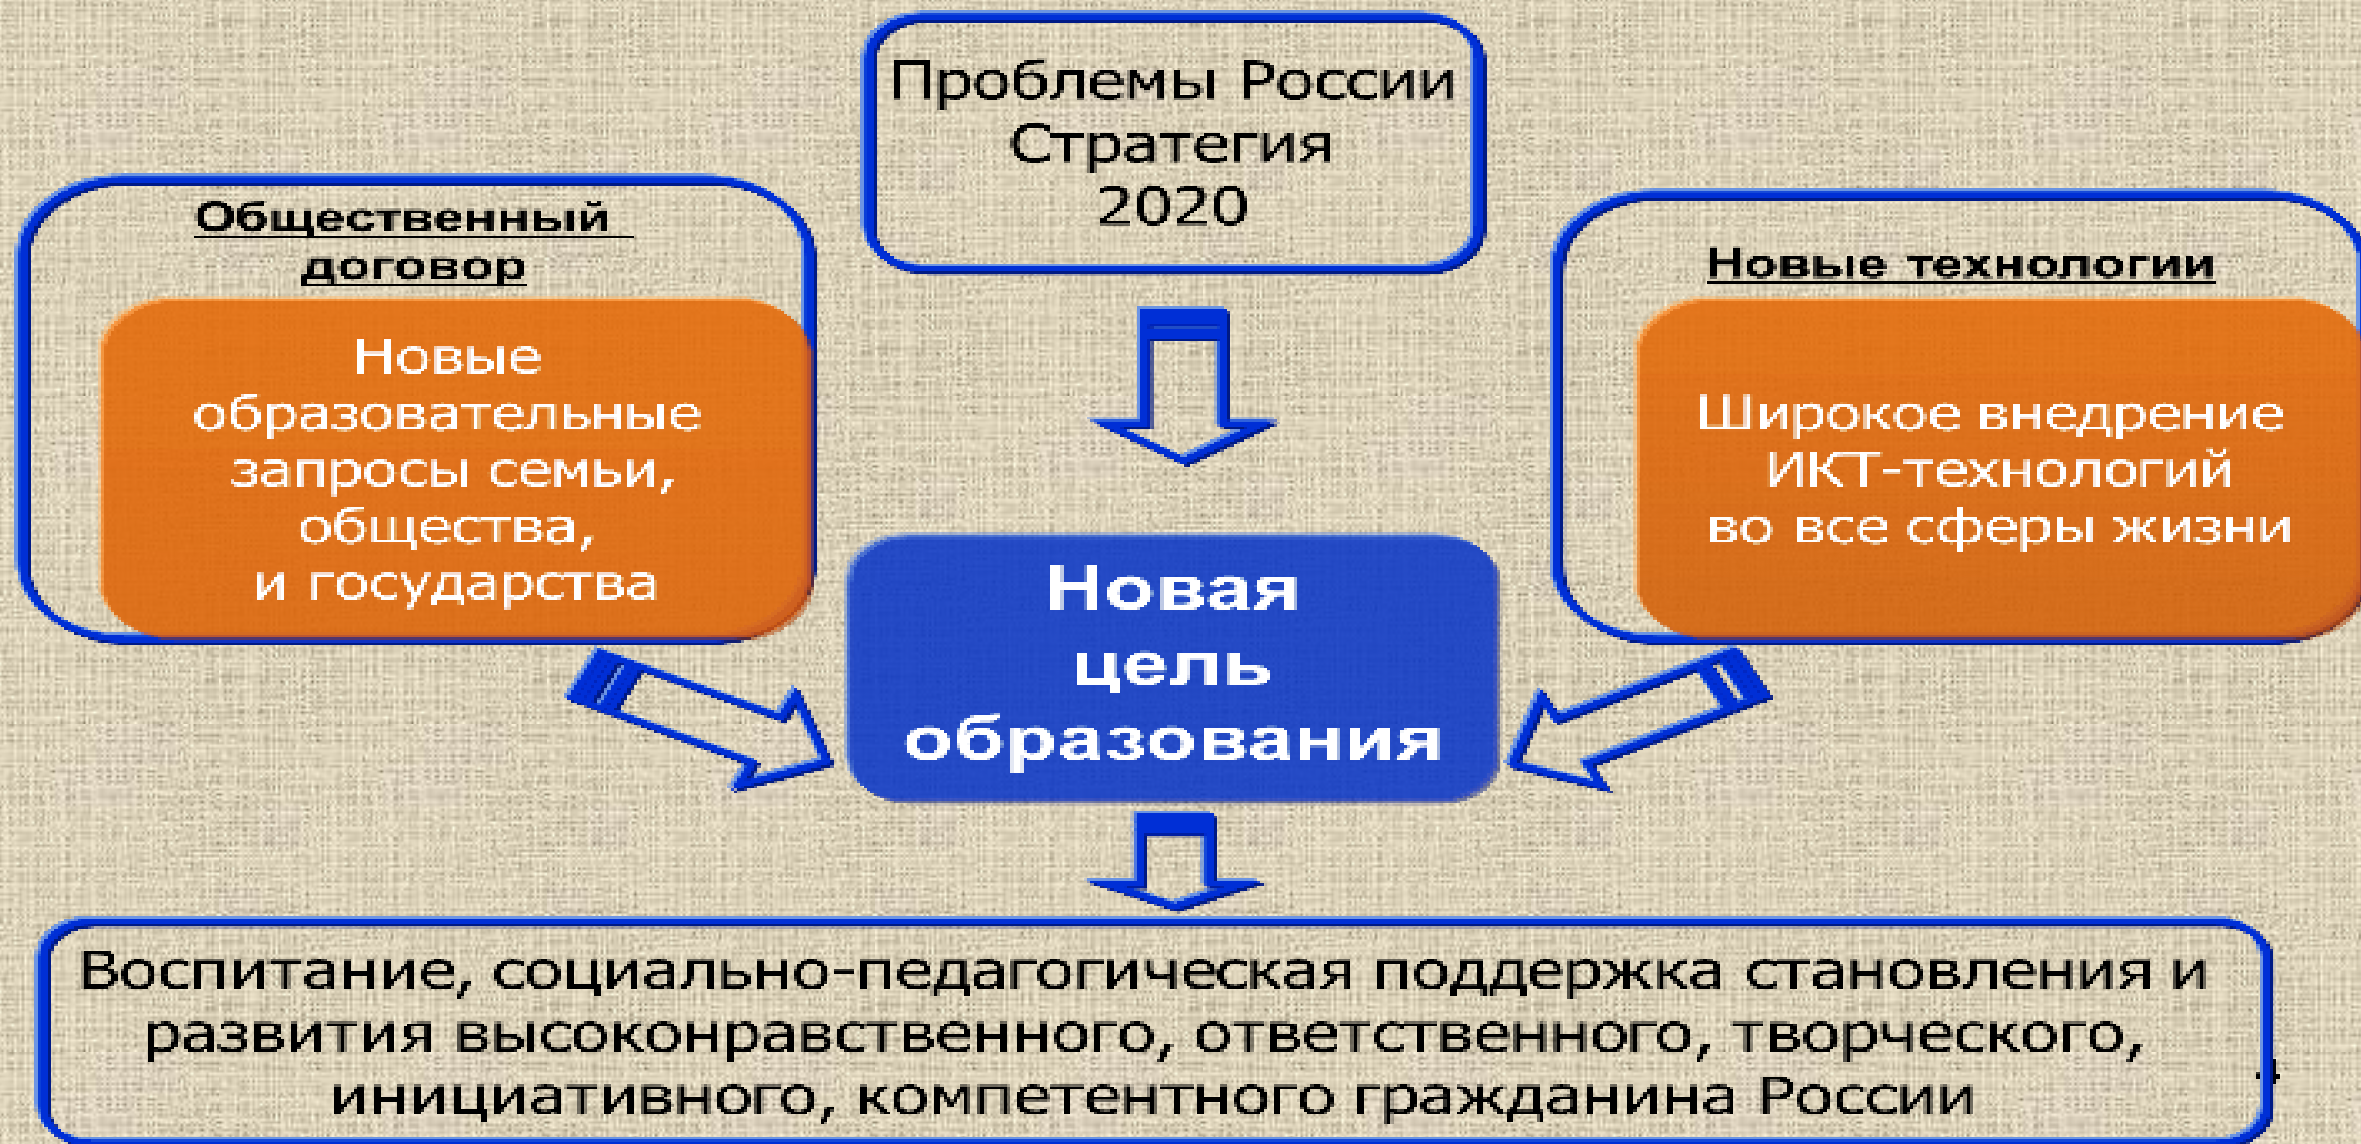 Проблемы России
Стратегия
2020
Общественный
договор
Новые
образовательные
запросы семьи,
общества,
и государства
Новые технологии
Широкое внедрение
ИКТ-технологий
во все сферы жизни
Новая
цель
образования
Воспитание, социально-педагогическая поддержка становления и
развития высоконравственного, ответственного, творческого,
инициативного, компетентного гражданина России